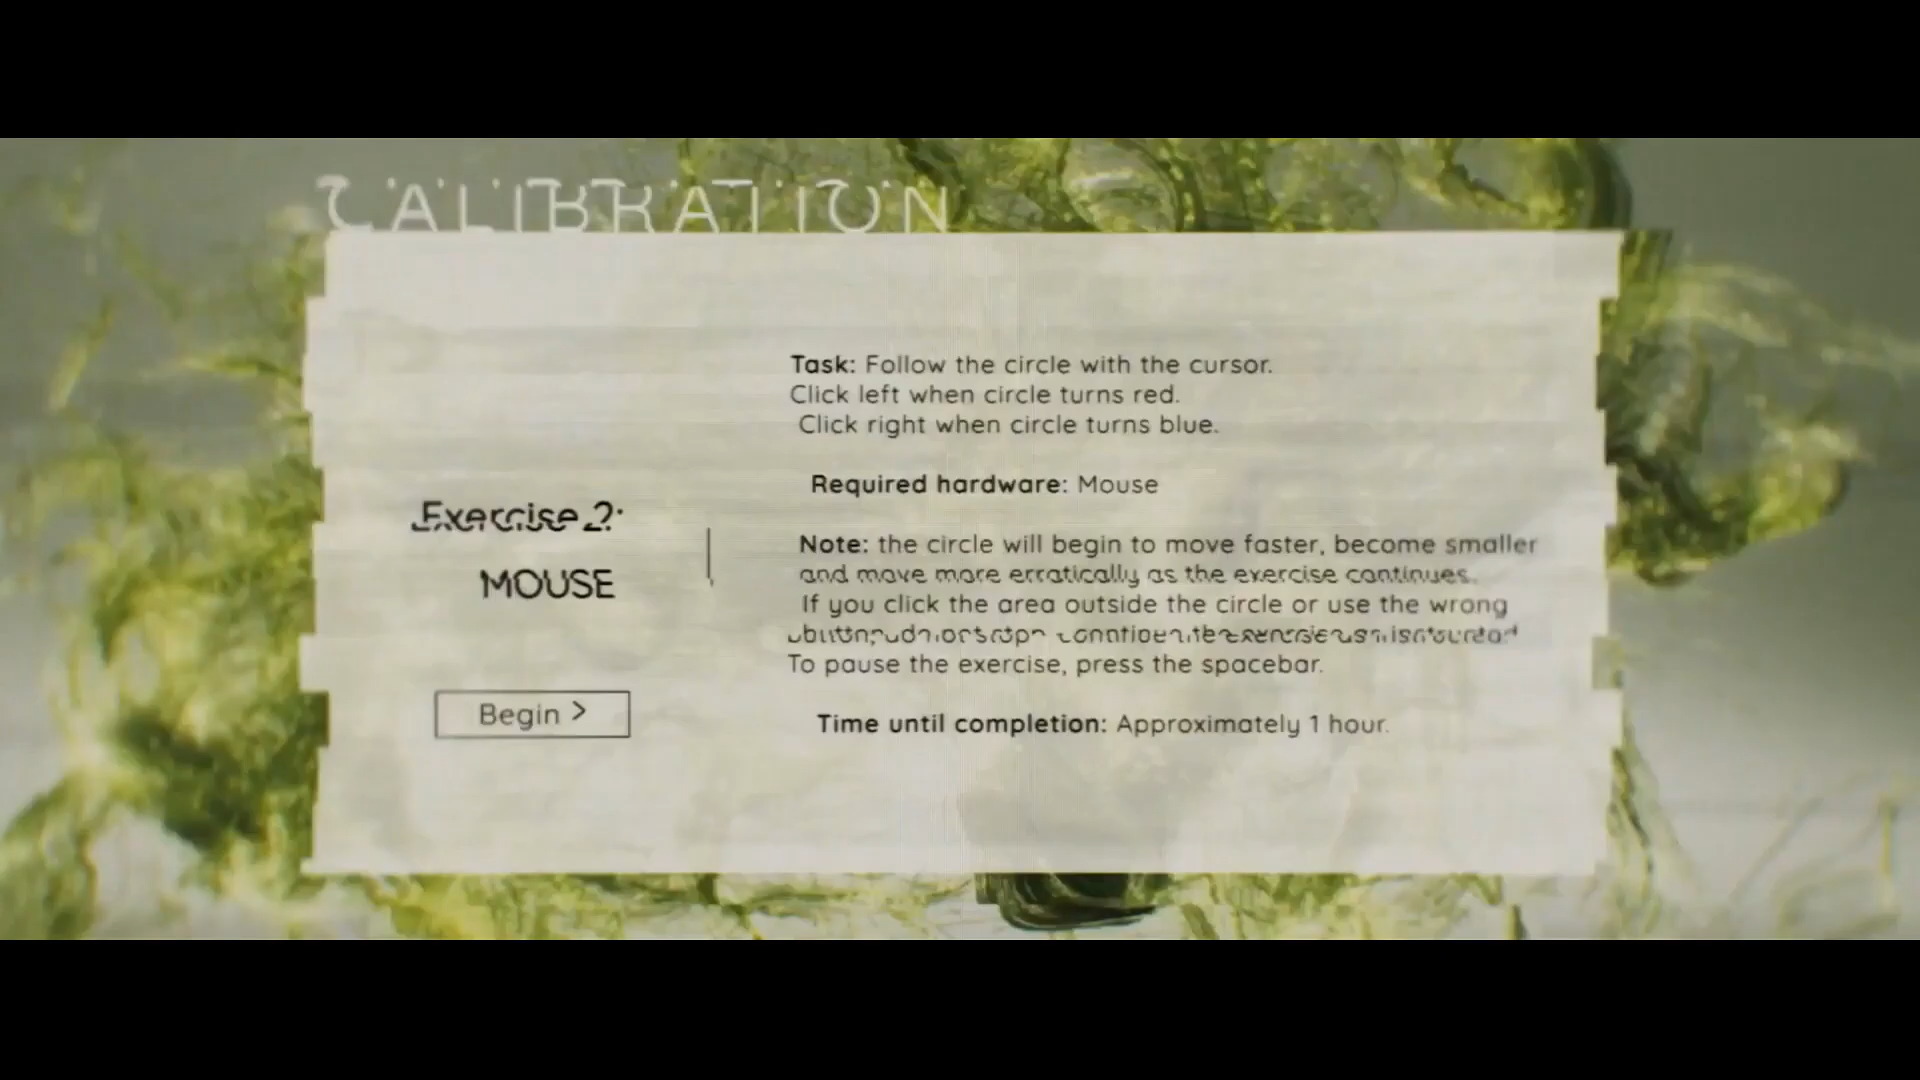 CALIBRATION
Exercise 2:
MOUSE
Begin >
Task: Follow the circle with the cursor.
Click left when circle turns red.
Click right when circle turns blue.
Required hardware: Mouse
Note: the circle will begin to move faster, become smaller
and move more erratically as the exercise continues.
If you click the area outside the circle or use the wrong
To pause the exercise, press the spacebar.
Time until completion: Approximately 1 hour.